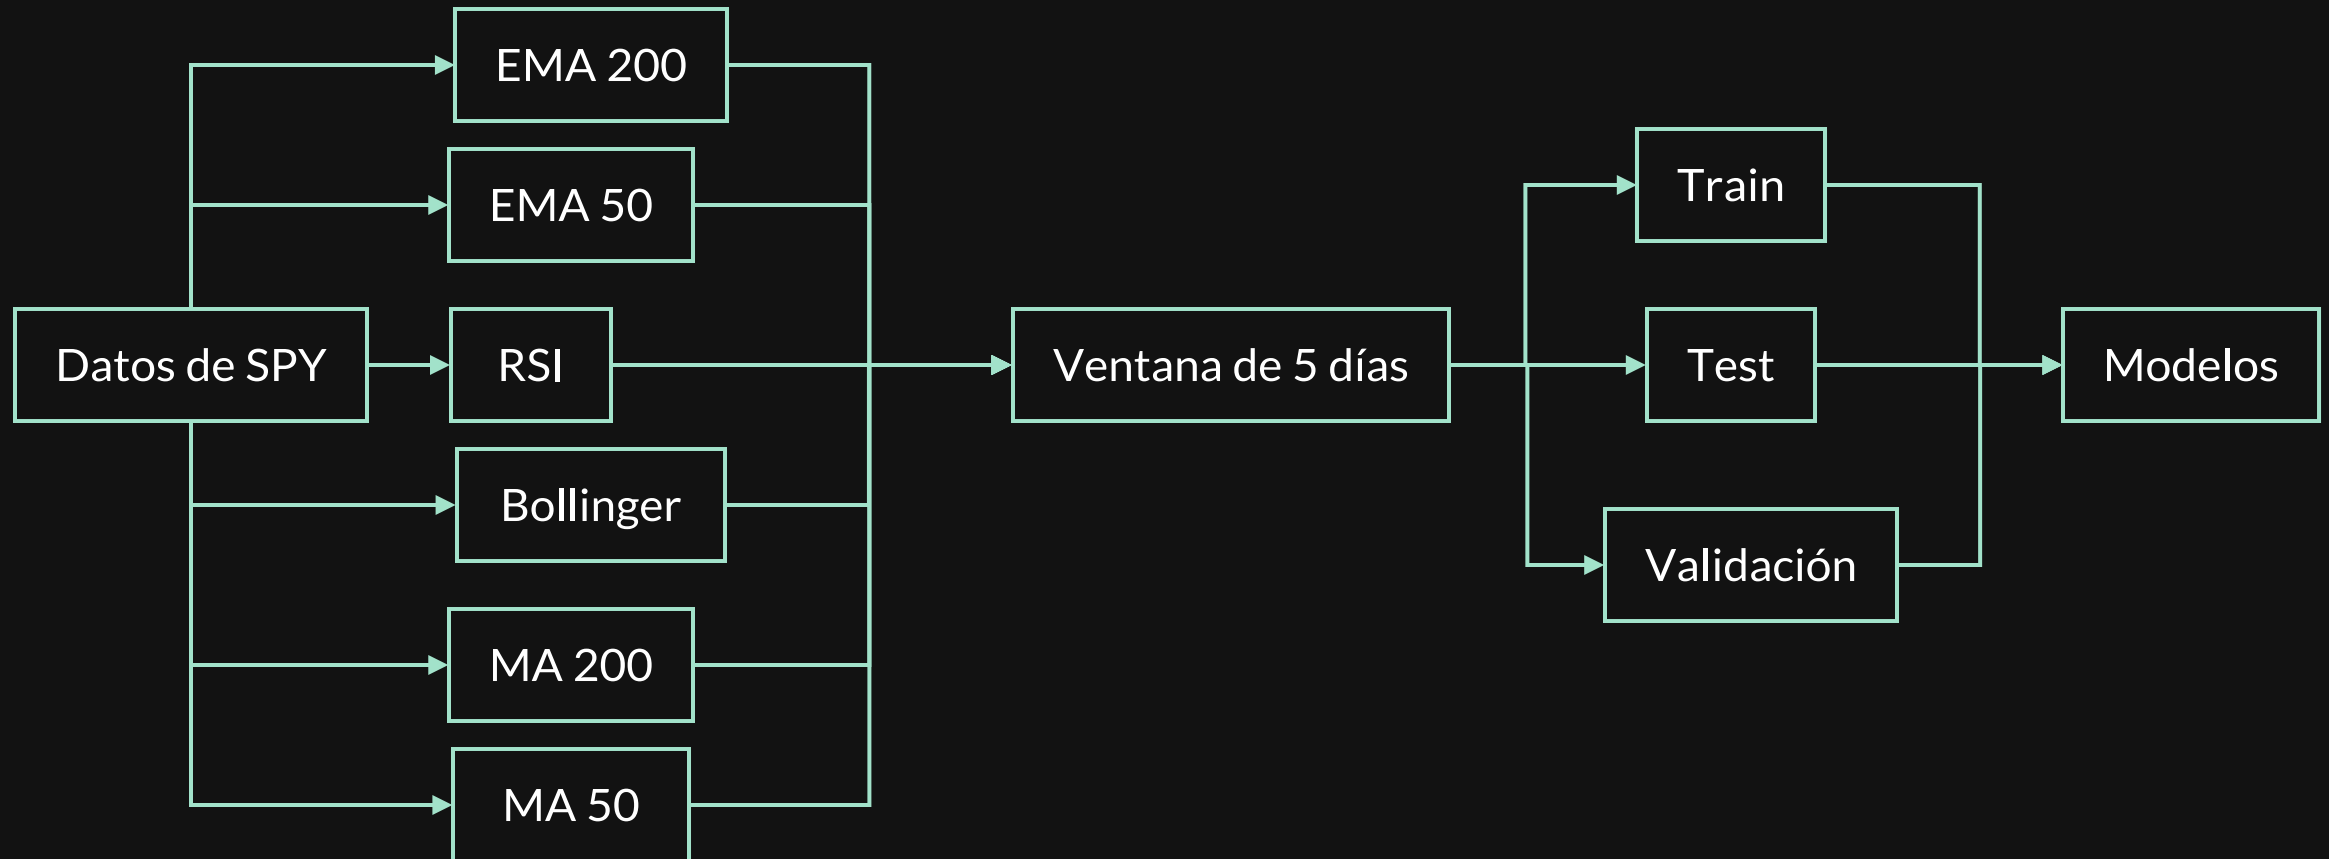 EMA 200
EMA 50
Datos de SPY
RSI
Bollinger
MA 200
MA 50
Ventana de 5 días
Train
Test
Validación
Modelos